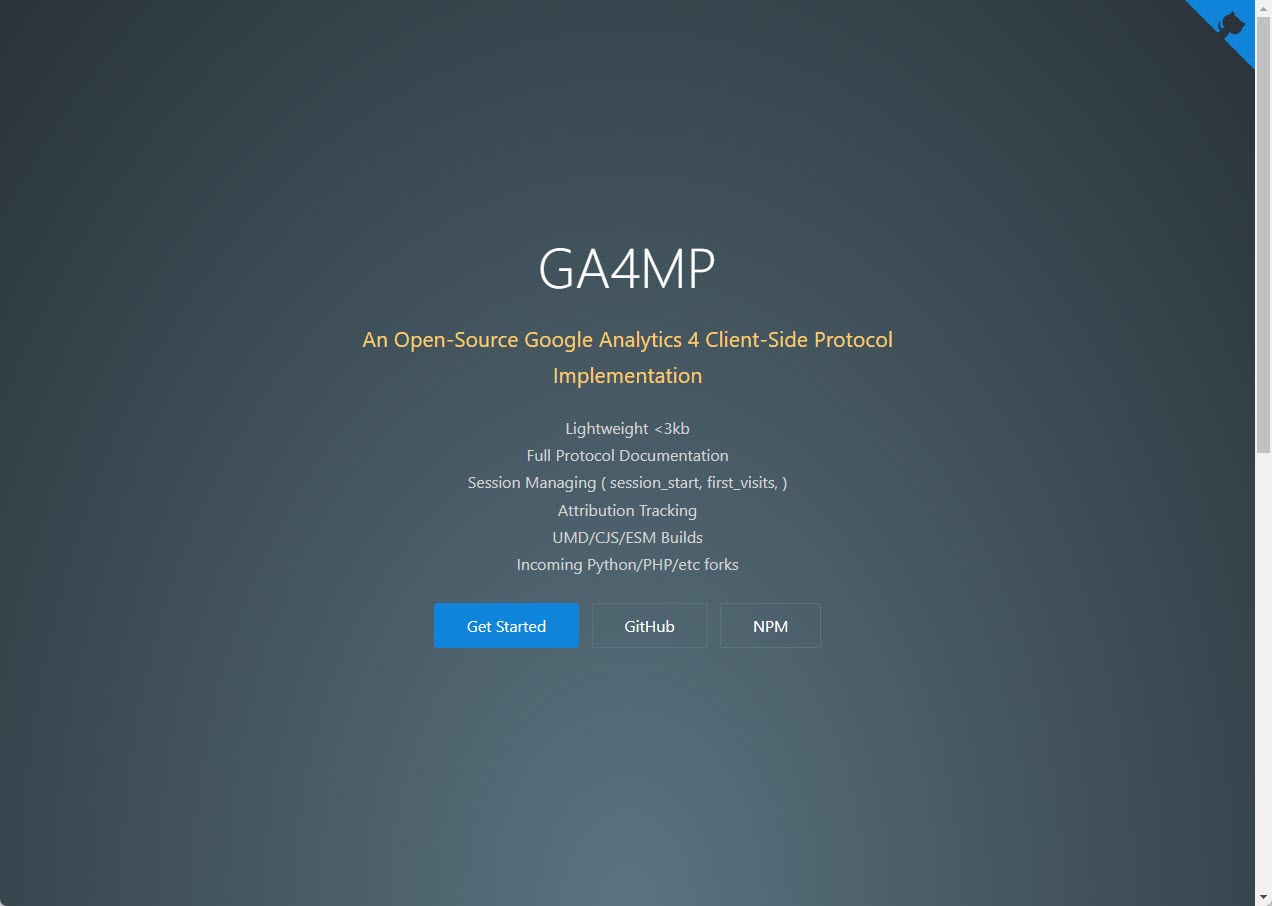 GA4MP
An Open-Source Google Analytics 4 Client-Side Protocol
Implementation
Lightweight <3kb
Full Protocol Documentation
Session Managing ( session_start, first_visits, )
Attribution Tracking
UMD/CJS/ESM Builds
Incoming Python/PHP/etc forks
Get Started GitHub NPM